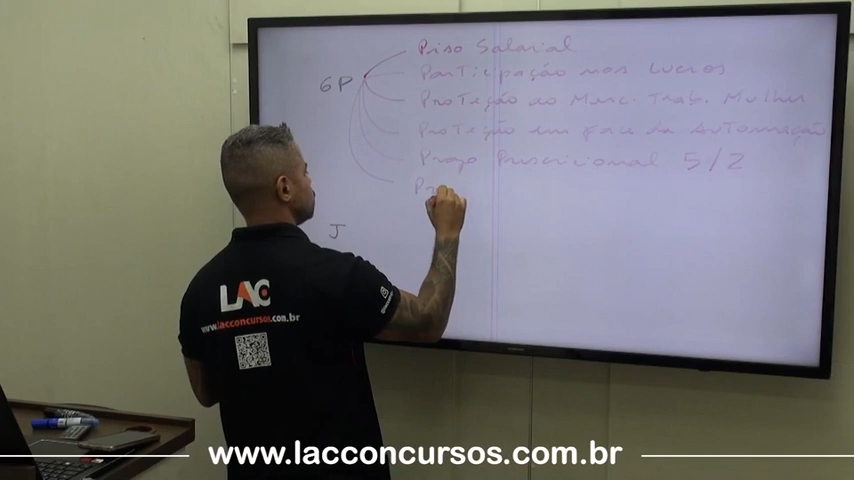 Piso Salarial
6P
Participação nos Lucros
Proteção ao Merc. Trab. Mulher
Proteção em face da Automação
Prazo Prescricional 5/2
Pr
J
LAC
www.lacconcursos.com.br
www.lacconcursos.com.br